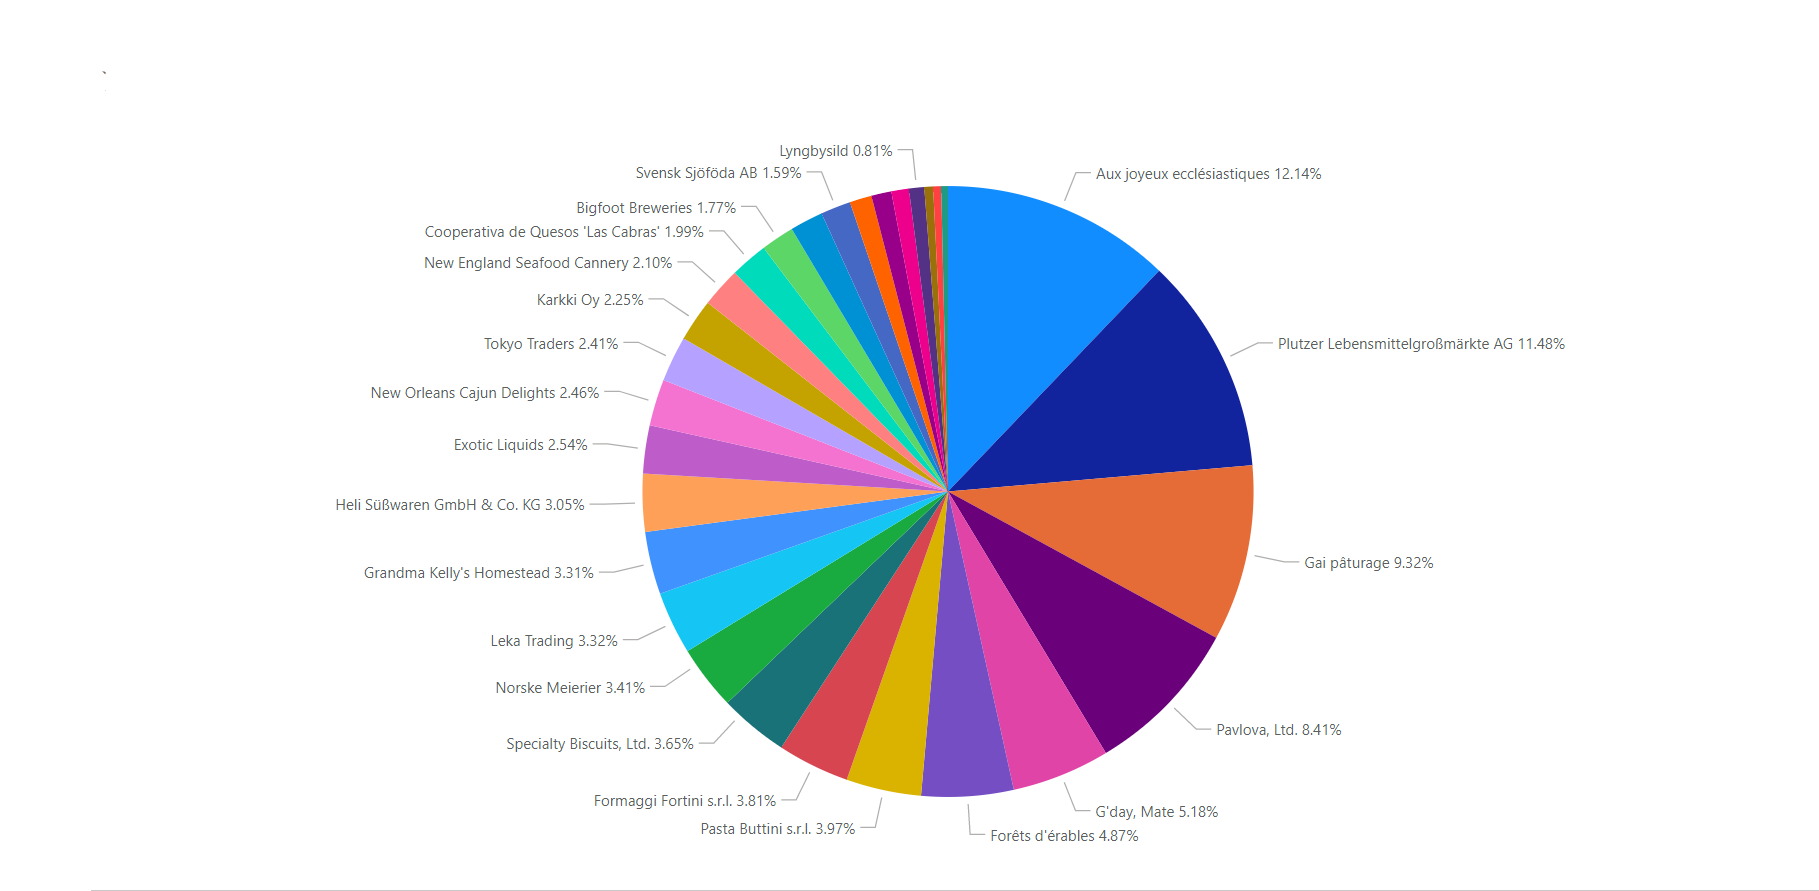 Lyngbysild 0.81%
Svensk Sjöföda AB 1.59%
Bigfoot Breweries 1.77%
Cooperativa de Quesos 'Las Cabras' 1.99%
New England Seafood Cannery 2.10%
Karkki Oy 2.25%
Tokyo Traders 2.41%
New Orleans Cajun Delights 2.46%
Exotic Liquids 2.54%
Heli Süßwaren GmbH & Co. KG 3.05%
Grandma Kelly's Homestead 3.31%
Leka Trading 3.32%
Norske Meierier 3.41%
Specialty Biscuits, Ltd. 3.65%
Formaggi Fortini s.r.l. 3.81%
Pasta Buttini s.r.l. 3.97%
Aux joyeux ecclésiastiques 12.14%
Plutzer Lebensmittelgroßmärkte AG 11.48%
Gai pâturage 9.32%
Pavlova, Ltd. 8.41%
G'day, Mate 5.18%
Forêts d'érables 4.87%